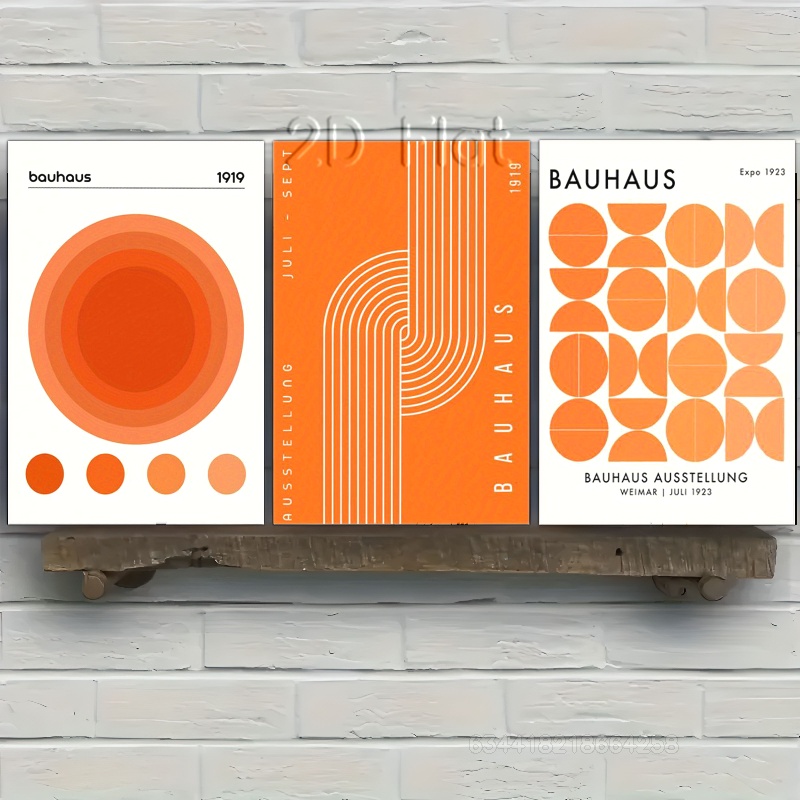 2D Flat
bauhaus 1919
JULI - SEPT
AUSSTELLUNG
1919
BAUHAUS
BAUHAUS
Expo 1923
BAUHAUS AUSSTELLUNG
WEIMAR | JULI 1923